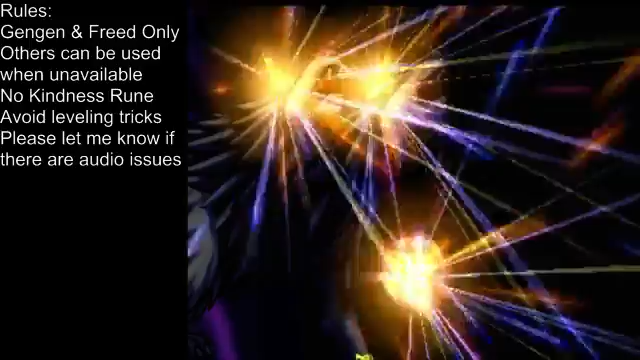 Rules:
Gengen & Freed Only
Others can be used
when unavailable
No Kindness Rune
Avoid leveling tricks
Please let me know if
there are audio issues